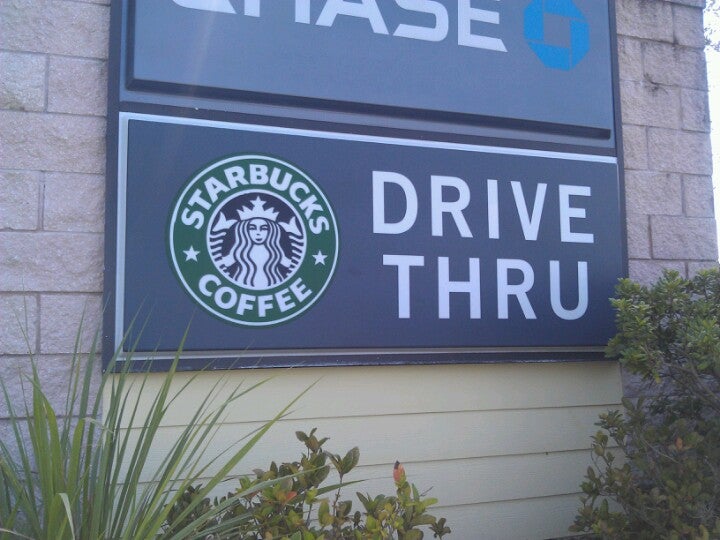 CHASE
STARBUCKS
COFFEE
DRIVE
THRU